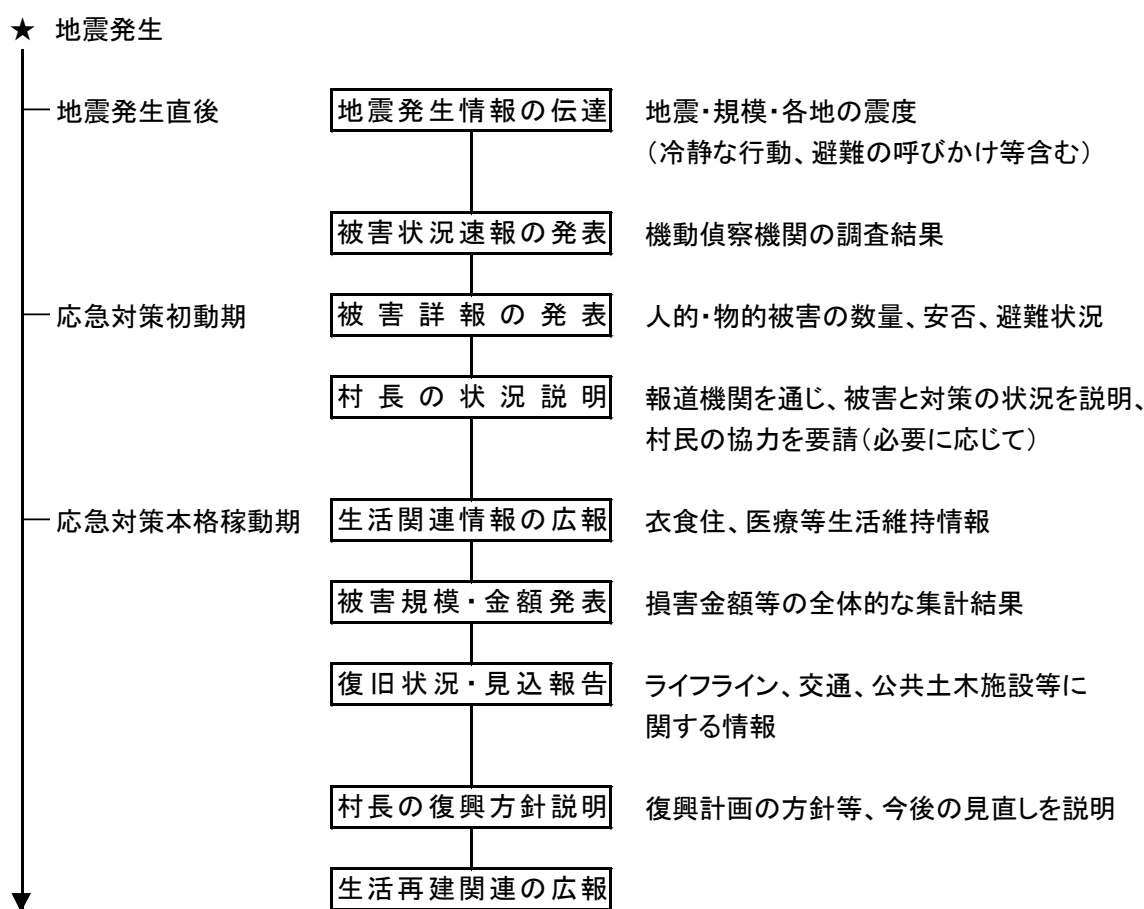 ★ 地震発生
地震発生直後 地震発生情報の伝達 地震・規模・各地の震度
（冷静な行動、避難の呼びかけ等含む）
被害状況速報の発表 機動偵察機関の調査結果
応急対策初動期 被害詳報の発表 人的・物的被害の数量、安否、避難状況
村長の状況説明 報道機関を通じ、被害と対策の状況を説明、
村民の協力を要請（必要に応じて）
応急対策本格稼動期 生活関連情報の広報 衣食住、医療等生活維持情報
被害規模・金額発表 損害金額等の全体的な集計結果
復旧状況・見込報告 ライフライン、交通、公共土木施設等に
関する情報
村長の復興方針説明 復興計画の方針等、今後の見直しを説明
生活再建関連の広報